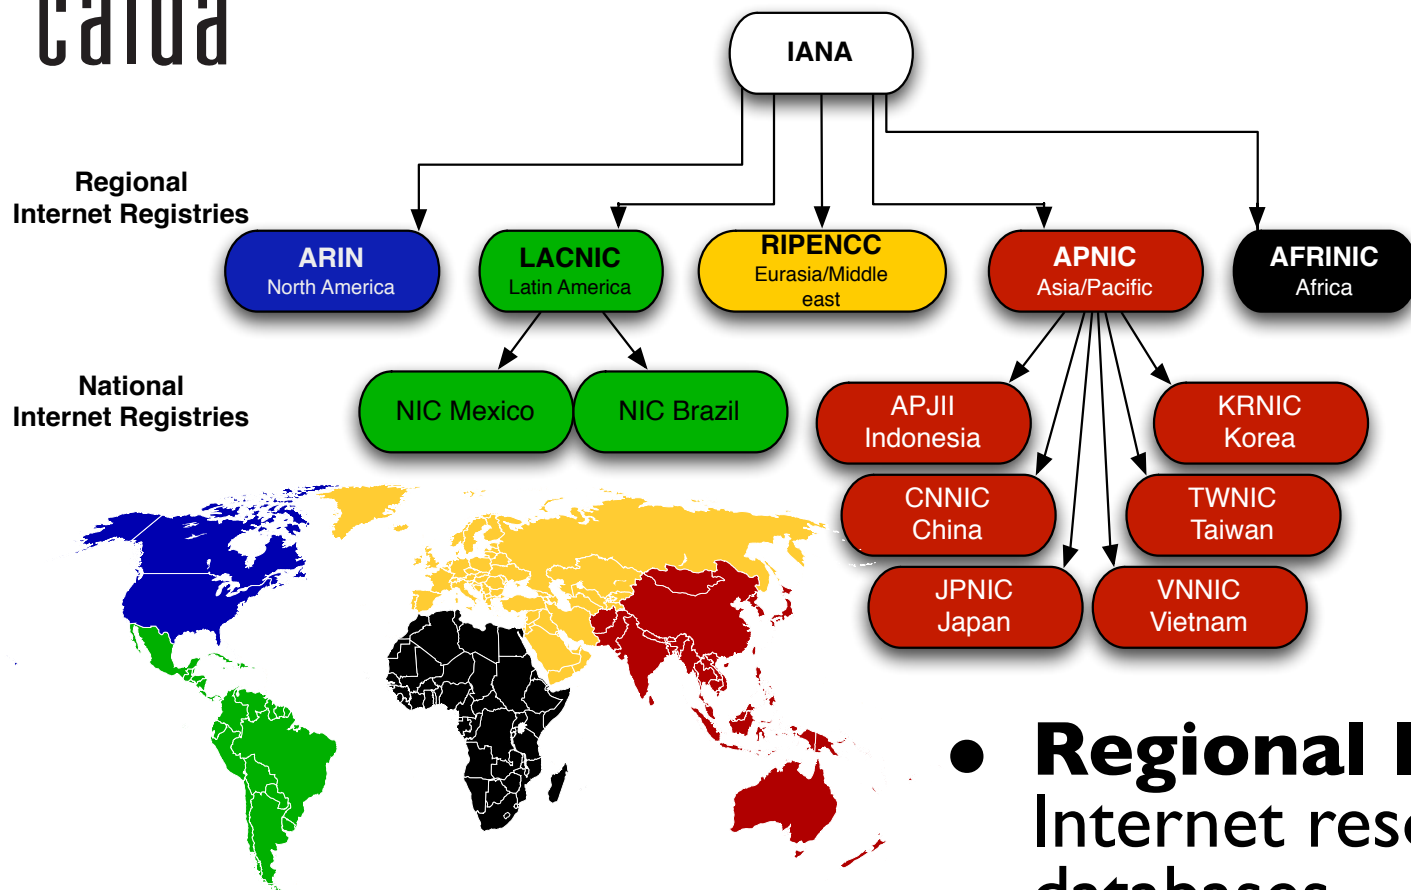 caida
IANA
Regional
Internet Registries
ARIN
North America
LACNIC
Latin America
RIPENCC
Eurasia/Middle
east
APNIC
Asia/Pacific
AFRINIC
Africa
National
Internet Registries
NIC Mexico
NIC Brazil
APJII
Indonesia
KRNIC
Korea
CNNIC
China
TWNIC
Taiwan
JPNIC
Japan
VNNIC
Vietnam
• Regional
Internet
databases